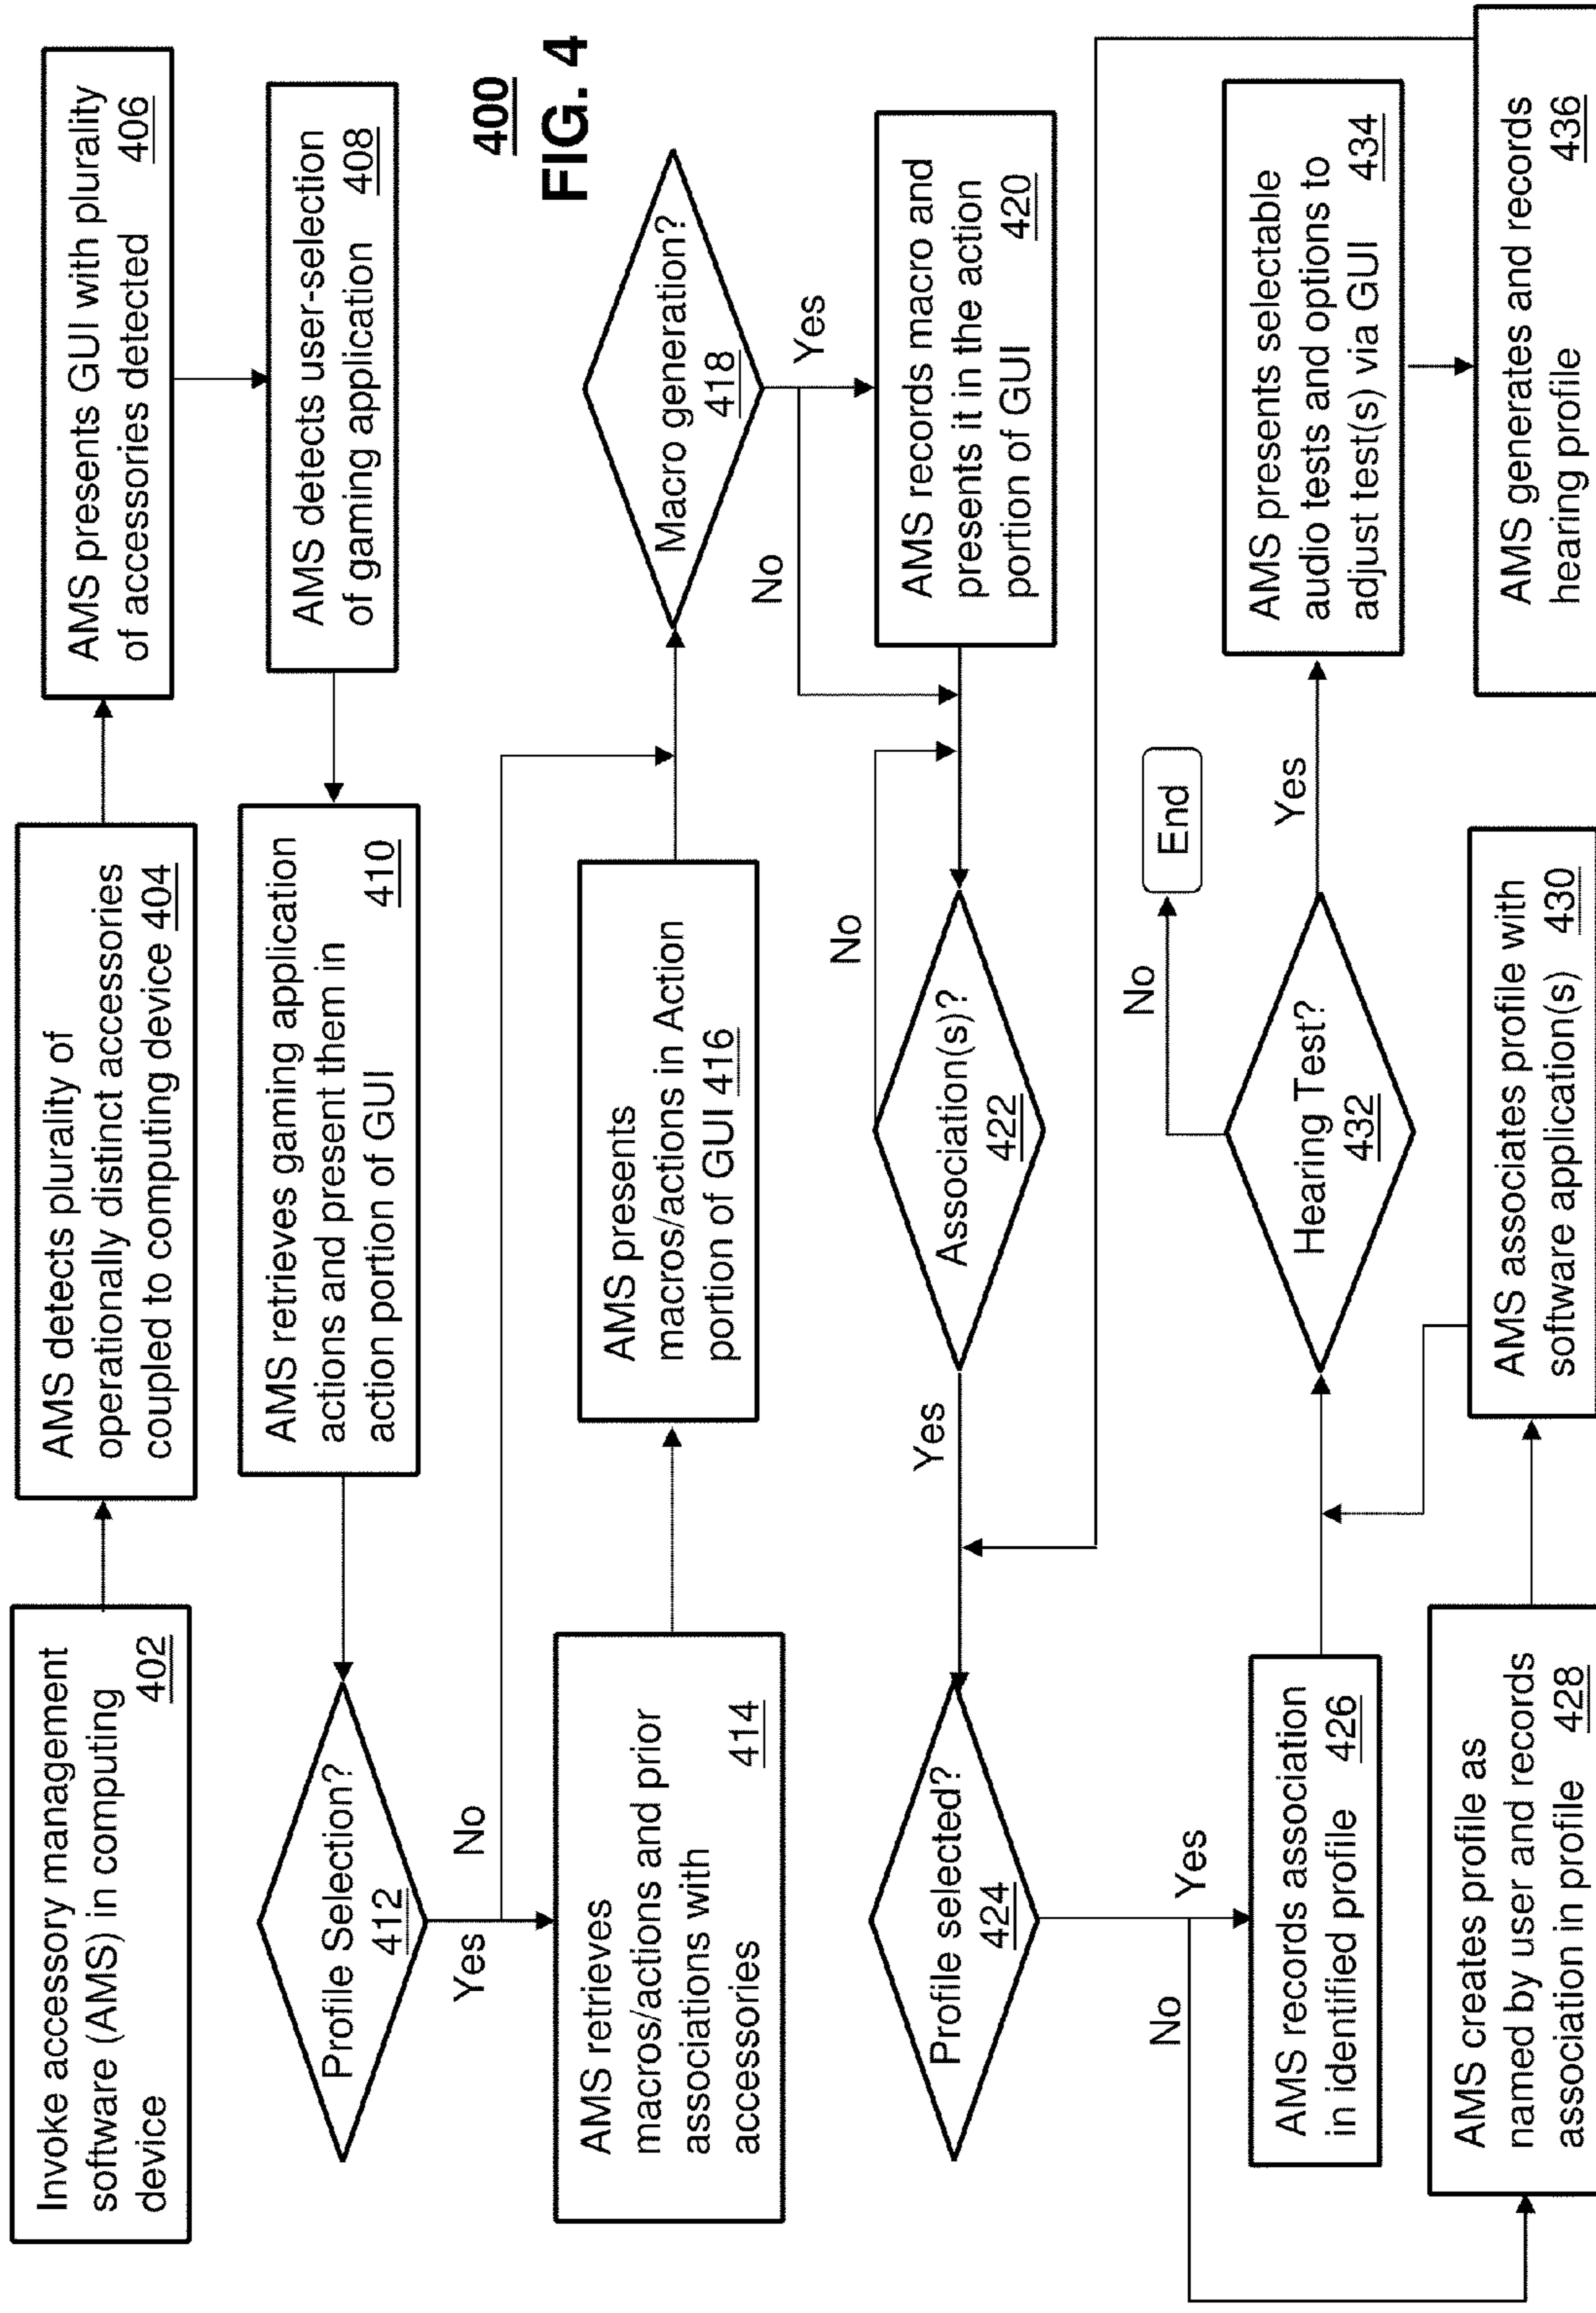 Invoke accessory management
software (AMS) in computing
device 402
AMS detects plurality of
operationally distinct accessories
coupled to computing device 404
AMS presents GUI with plurality
of accessories detected 406
AMS detects user-selection
of gaming application 408
AMS retrieves gaming application
actions and present them in
action portion of GUI 410
Profile Selection?
412
No
Yes
AMS retrieves
macros/actions and prior
associations with
accessories 414
AMS presents
macros/actions in Action
portion of GUI 416
Macro generation?
418
No
Yes
400
FIG. 4
AMS records macro and
presents it in the action
portion of GUI 420
Association(s)?
422
No
Yes
Profile selected?
424
No
Yes
AMS records association
in identified profile 426
AMS creates profile as
named by user and records
association in profile 428
AMS associates profile with
software application(s) 430
Hearing Test?
432
No
End
Yes
AMS presents selectable
audio tests and options to
adjust test(s) via GUI 434
AMS generates and records
hearing profile 436